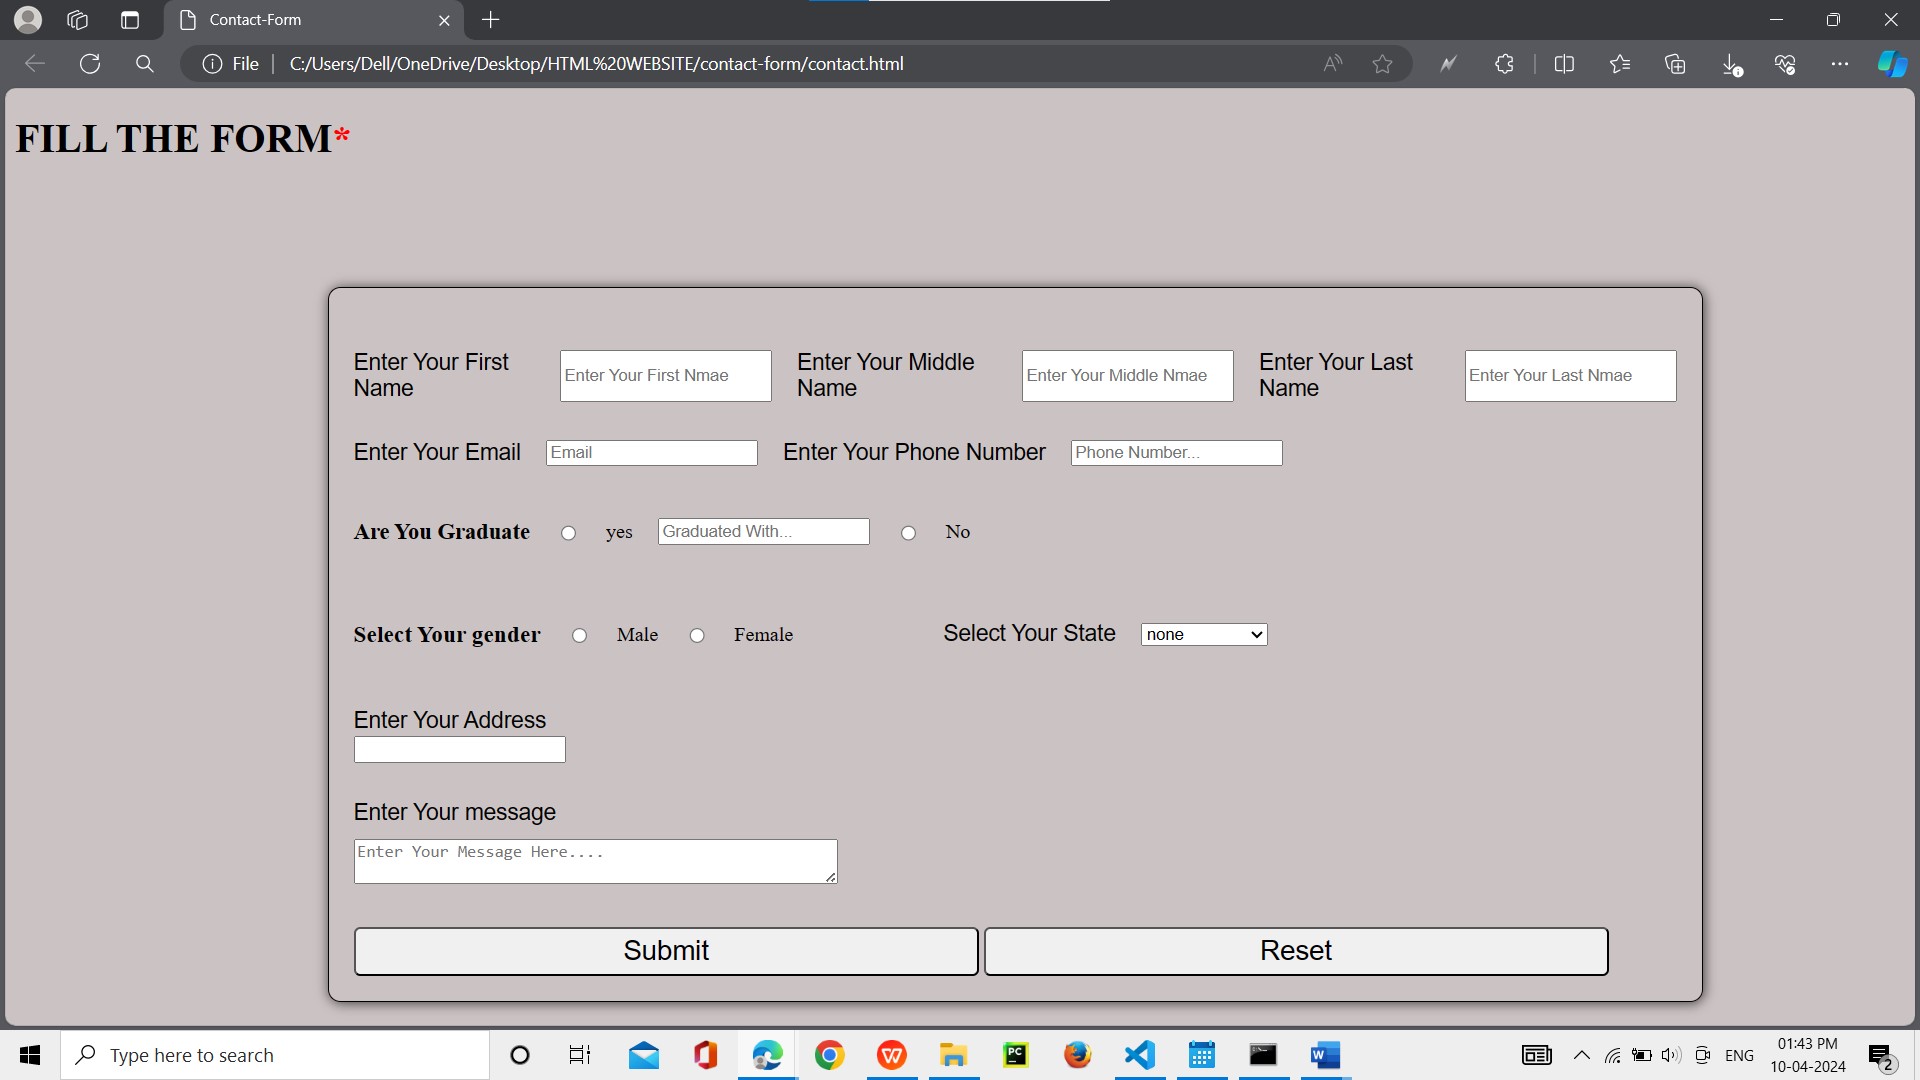 Contact-Form
File
C:/Users/Dell/OneDrive/Desktop/HTML%20WEBSITE/contact-form/contact.html
FILL THE FORM*
Enter Your First Name
Enter Your First Nmae
Enter Your Middle Name
Enter Your Middle Nmae
Enter Your Last Name
Enter Your Last Nmae
Enter Your Email
Email
Enter Your Phone Number
Phone Number...
Are You Graduate
yes
Graduated With...
No
Select Your gender
Male
Female
Select Your State
none
Enter Your Address
Enter Your message
Enter Your Message Here....
Submit
Reset
Type here to search
PC
W
ENG
01:43 PM
10-04-2024
2